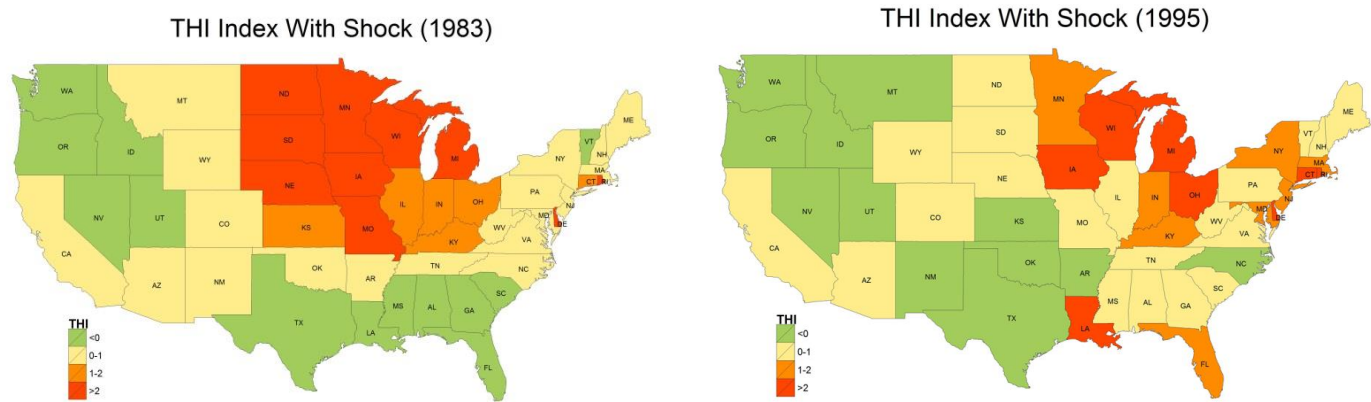 THI Index With Shock (1983)
WA
MT
ND
MN
ME
OR
ID
SD
WI
MI
VT
NH
NY
MA
CT
RI
WY
NE
IA
PA
NJ
NV
UT
CO
IL
IN
OH
MD
DE
CA
KS
MO
KY
WV
VA
AZ
NM
OK
AR
TN
NC
TX
LA
MS
AL
GA
SC
FL
THI
<0
0-1
1-2
>2
THI Index With Shock (1995)
WA
MT
ND
MN
ME
OR
ID
SD
WI
MI
VT
NH
NY
MA
CT
RI
WY
NE
IA
PA
NJ
NV
UT
CO
IL
IN
OH
MD
DE
CA
KS
MO
KY
WV
VA
AZ
NM
OK
AR
TN
NC
TX
LA
MS
AL
GA
SC
FL
THI
<0
0-1
1-2
>2